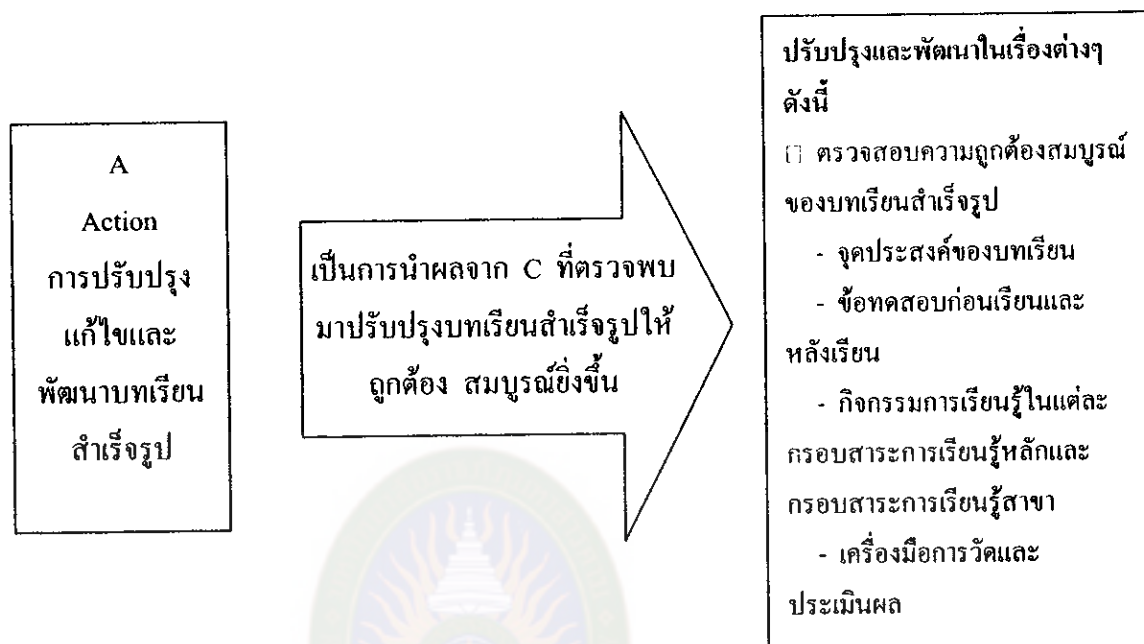 A
Action
การปรับปรุง
แก้ไขและ
พัฒนาบทเรียน
สำเร็จรูป
เป็นการนำผลจาก C ที่ตรวจพบ
มาปรับปรุงบทเรียนสำเร็จรูปให้
ถูกต้อง สมบูรณ์ยิ่งขึ้น
ปรับปรุงและพัฒนาในเรื่องต่างๆ
ดังนี้
ตรวจสอบความถูกต้องสมบูรณ์
ของบทเรียนสำเร็จรูป
- จุดประสงค์ของบทเรียน
- ข้อทดสอบก่อนเรียนและ
หลังเรียน
- กิจกรรมการเรียนรู้ในแต่ละ
กรอบสาระการเรียนรู้หลักและ
กรอบสาระการเรียนรู้สาขา
- เครื่องมือการวัดและ
ประเมินผล